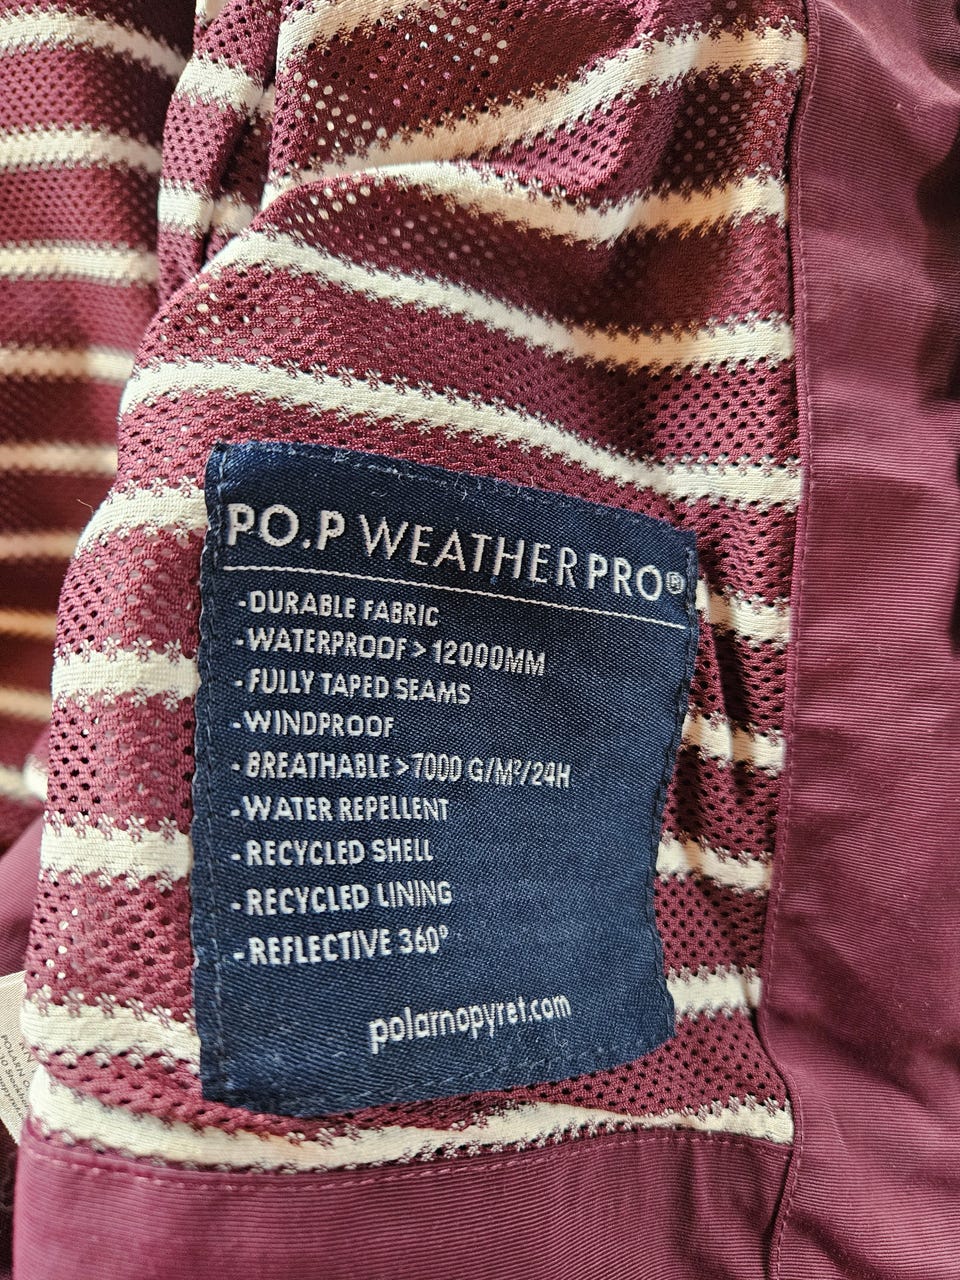 PO.P WEATHERPRO®
-DURABLE FABRIC
-WATERPROOF > 12000MM
-FULLY TAPED SEAMS
-WINDPROOF
-BREATHABLE >7000 G/M²/24H
-WATER REPELLENT
-RECYCLED SHELL
-RECYCLED LINING
-REFLECTIVE 360°
polarnopyret.com
POLARN O